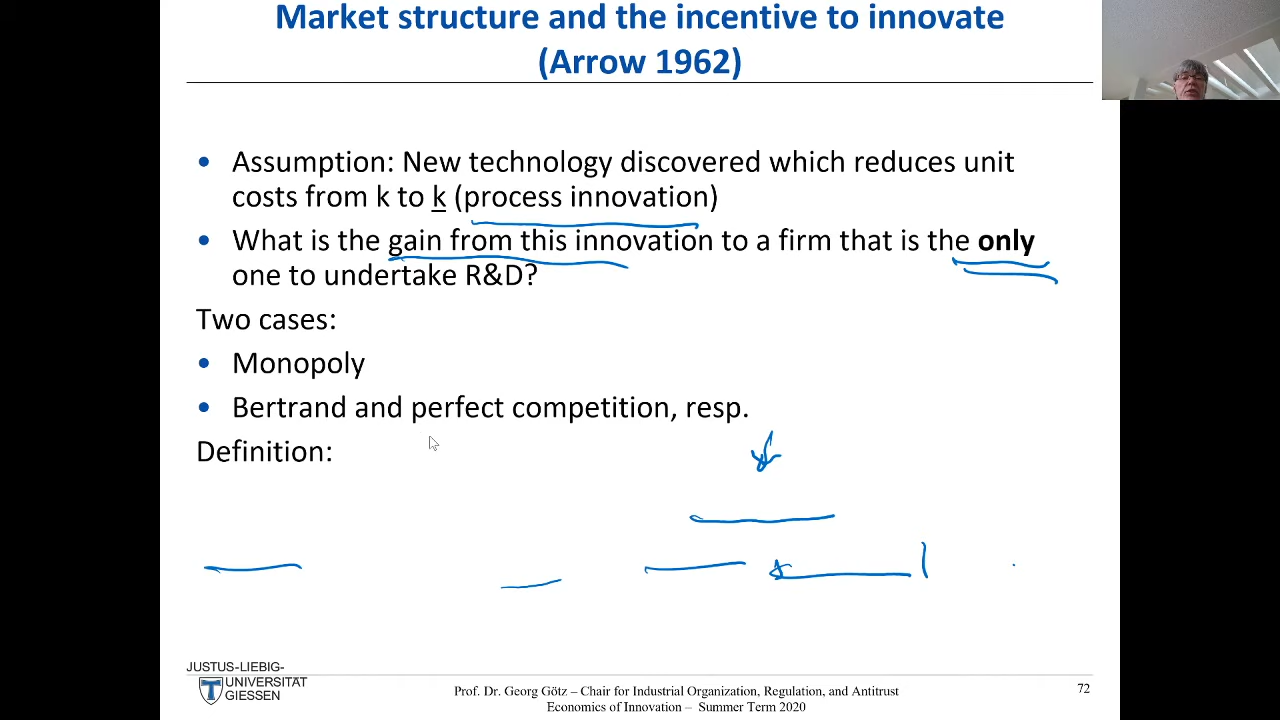 Market structure and the incentive to innovate
(Arrow 1962)
• Assumption: New technology discovered which reduces unit
costs from k to k (process innovation)
• What is the gain from this innovation to a firm that is the only
one to undertake R&D?
Two cases:
• Monopoly
• Bertrand and perfect competition, resp.
Definition:
JUSTUS-LIEBIG-
UNIVERSITÄT
GIESSEN
Prof. Dr. Georg Götz – Chair for Industrial Organization, Regulation, and Antitrust
Economics of Innovation – Summer Term 2020
72